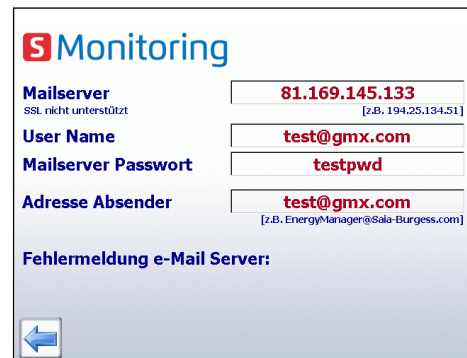 S Monitoring
Mailserver 81.169.145.133
SSL nicht unterstützt [z.B. 194.25.134.51]
User Name test@gmx.com
Mailserver Passwort testpwd
Adresse Absender test@gmx.com
[z.B. EnergyManager@Saia-Burgess.com]
Fehlermeldung e-Mail Server: